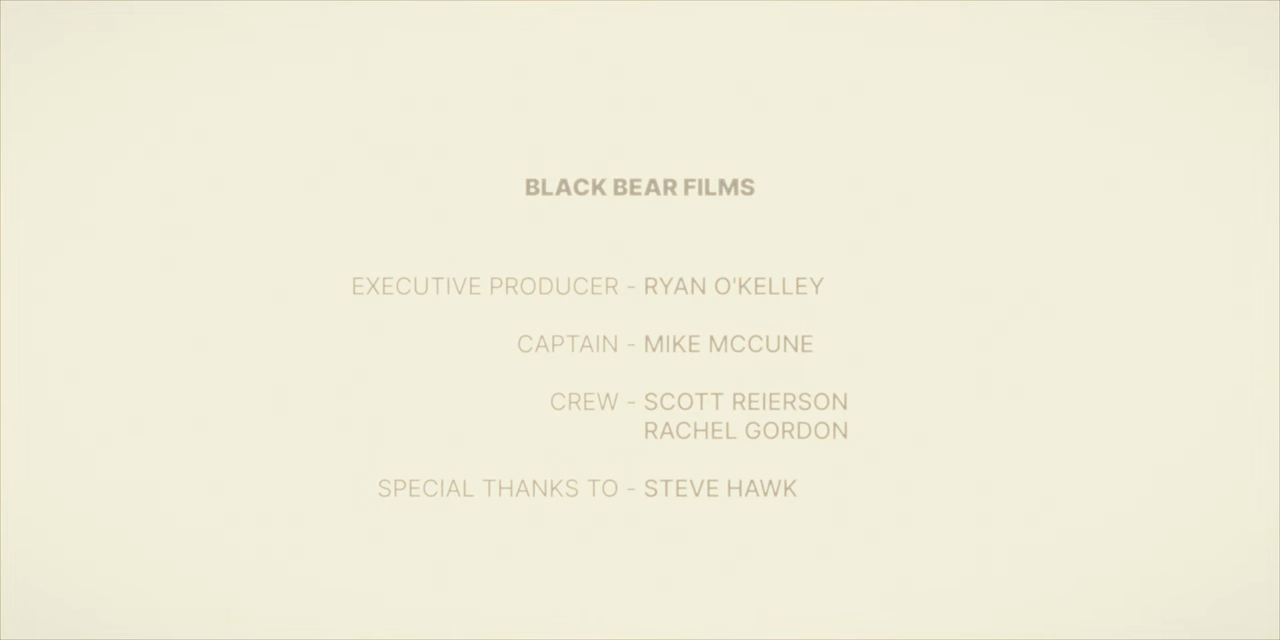 BLACK BEAR FILMS
EXECUTIVE PRODUCER - RYAN O'KELLEY
CAPTAIN - MIKE MCCUNE
CREW - SCOTT REIERSON
RACHEL GORDON
SPECIAL THANKS TO - STEVE HAWK